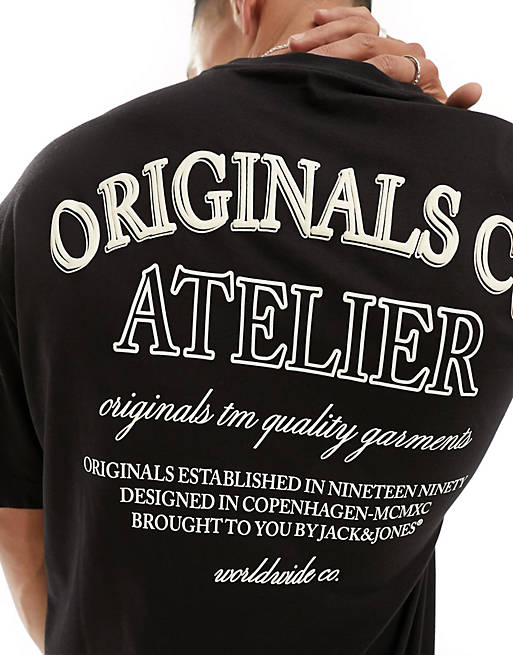 ORIGINALS C
ATELIER
originals tm quality garments
ORIGINALS ESTABLISHED IN NINETEEN NINETY
DESIGNED IN COPENHAGEN-MCMXC
BROUGHT TO YOU BY JACK&JONES®
worldwide co.